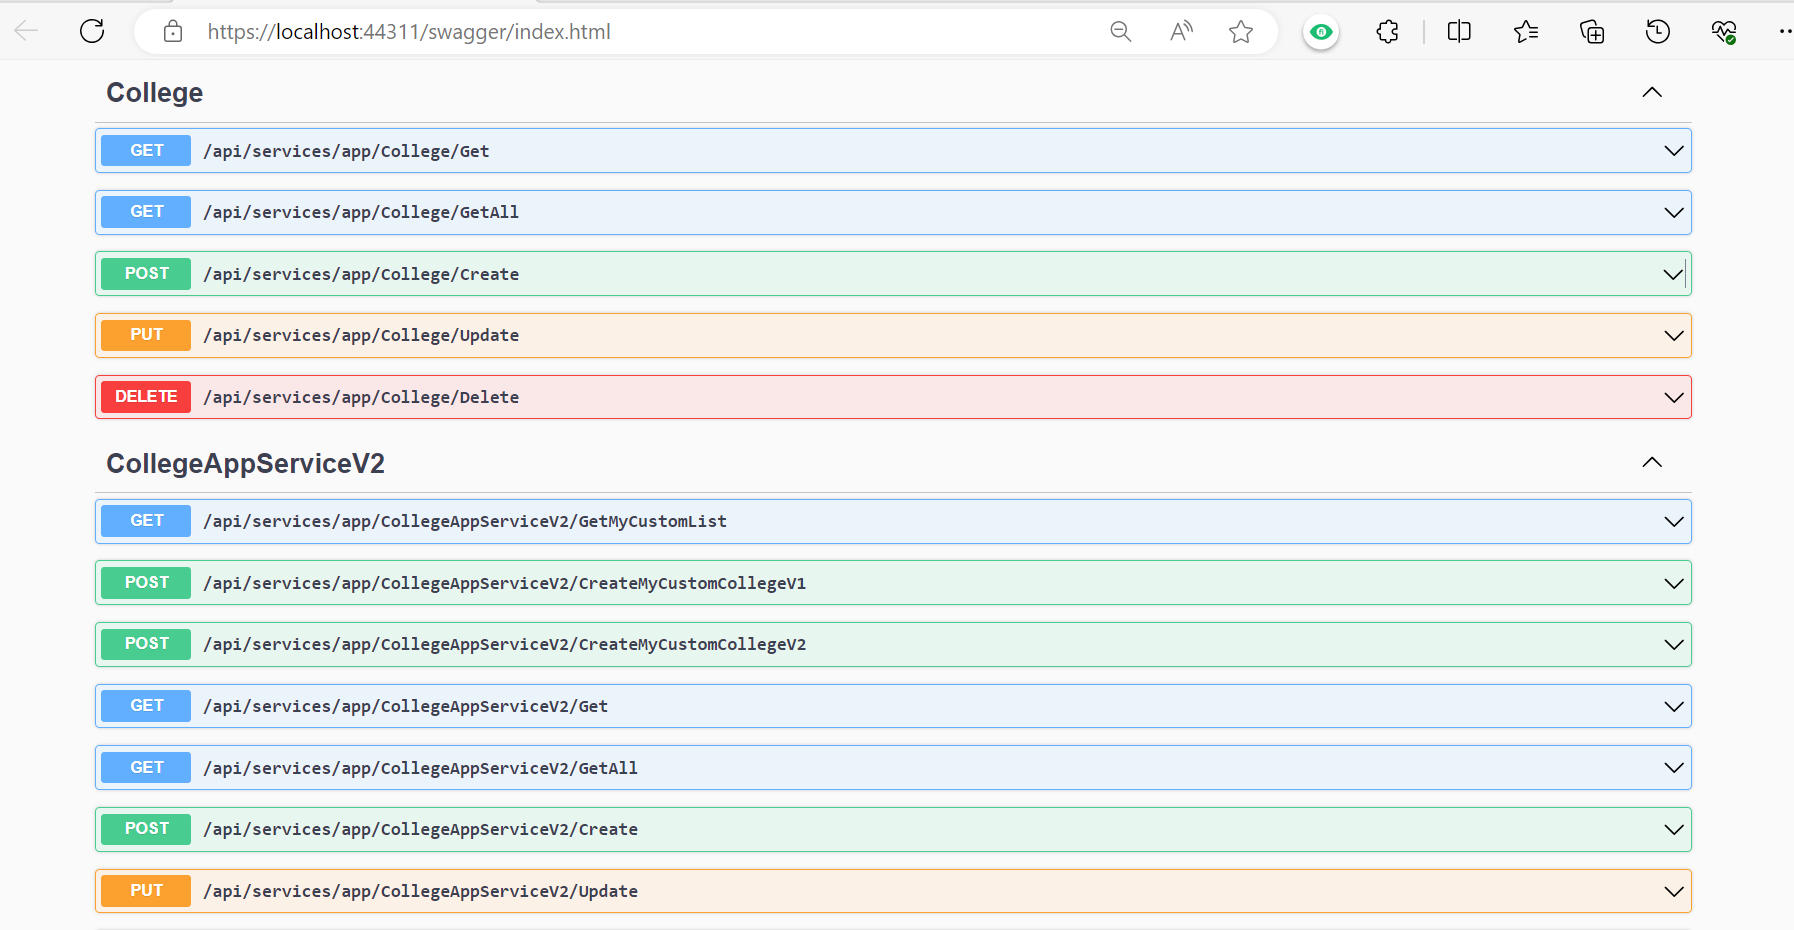 https://localhost:44311/swagger/index.html
College
GET /api/services/app/College/Get
GET /api/services/app/College/GetAll
POST /api/services/app/College/Create
PUT /api/services/app/College/Update
DELETE /api/services/app/College/Delete
CollegeAppServiceV2
GET /api/services/app/CollegeAppServiceV2/GetMyCustomList
POST /api/services/app/CollegeAppServiceV2/CreateMyCustomCollegeV1
POST /api/services/app/CollegeAppServiceV2/CreateMyCustomCollegeV2
GET /api/services/app/CollegeAppServiceV2/Get
GET /api/services/app/CollegeAppServiceV2/GetAll
POST /api/services/app/CollegeAppServiceV2/Create
PUT /api/services/app/CollegeAppServiceV2/Update